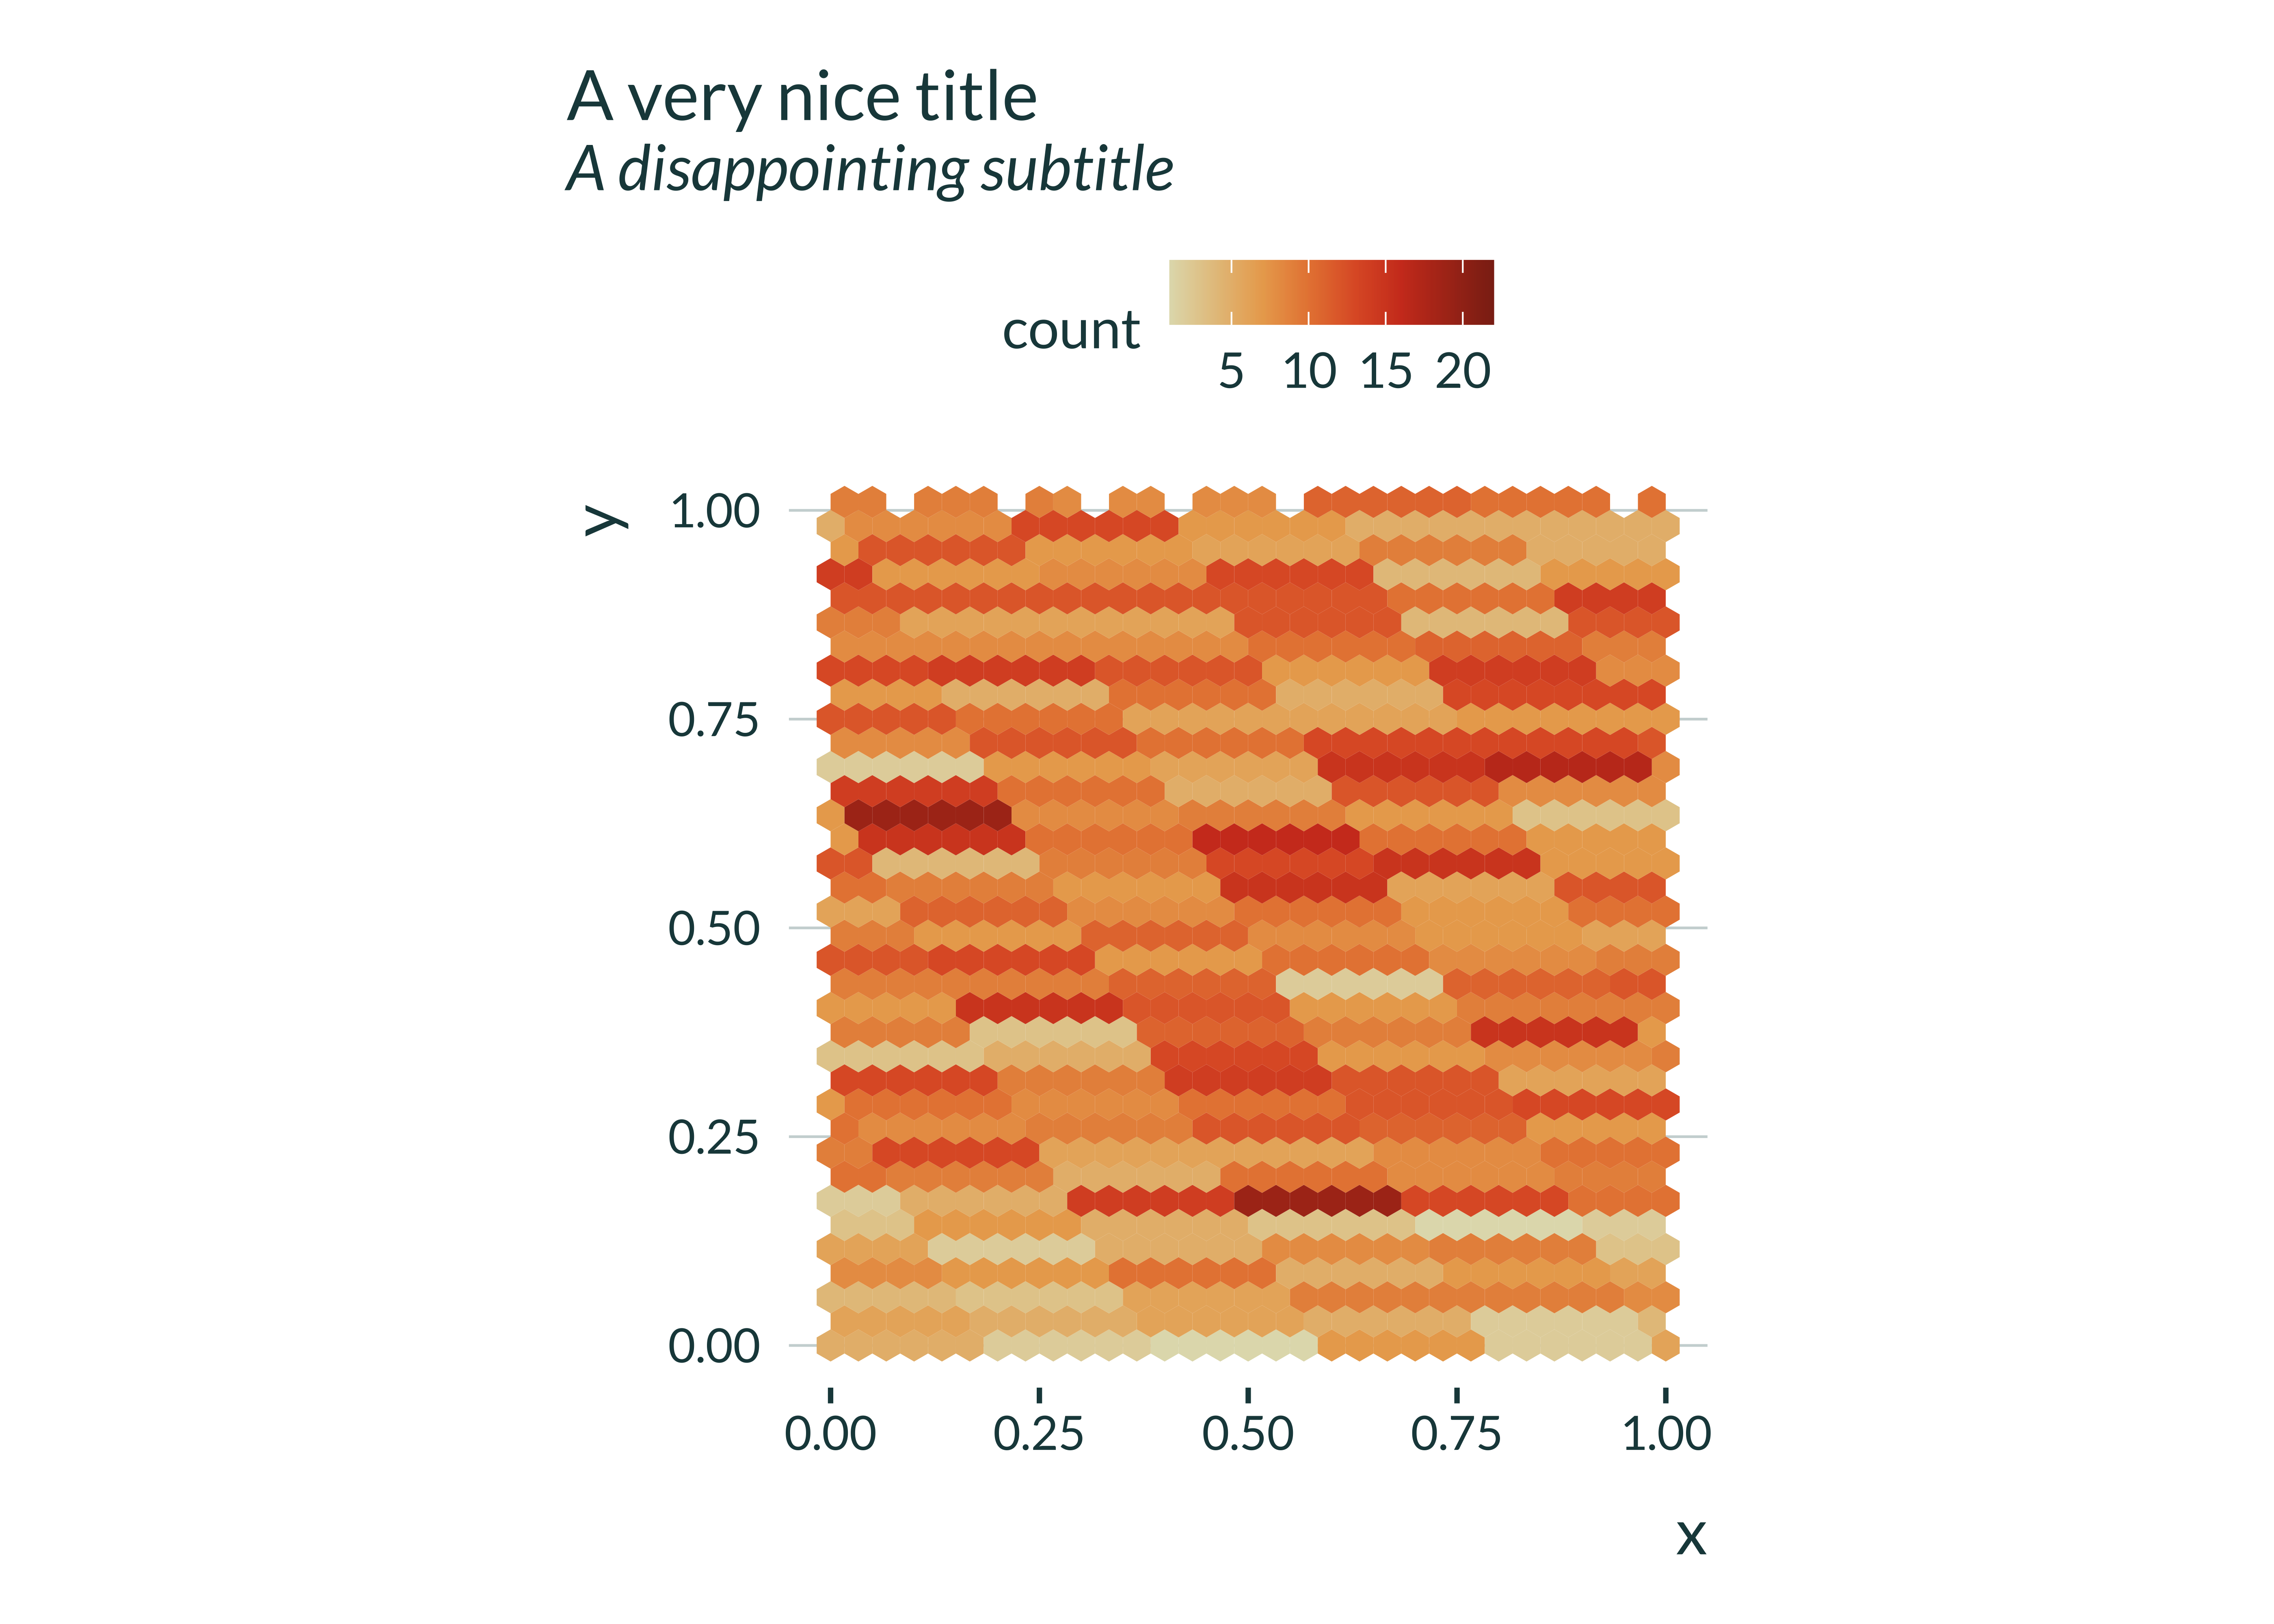 A very nice title
A disappointing subtitle
count
5 10 15 20
y
1.00
0.75
0.50
0.25
0.00
0.00 0.25 0.50 0.75 1.00
x